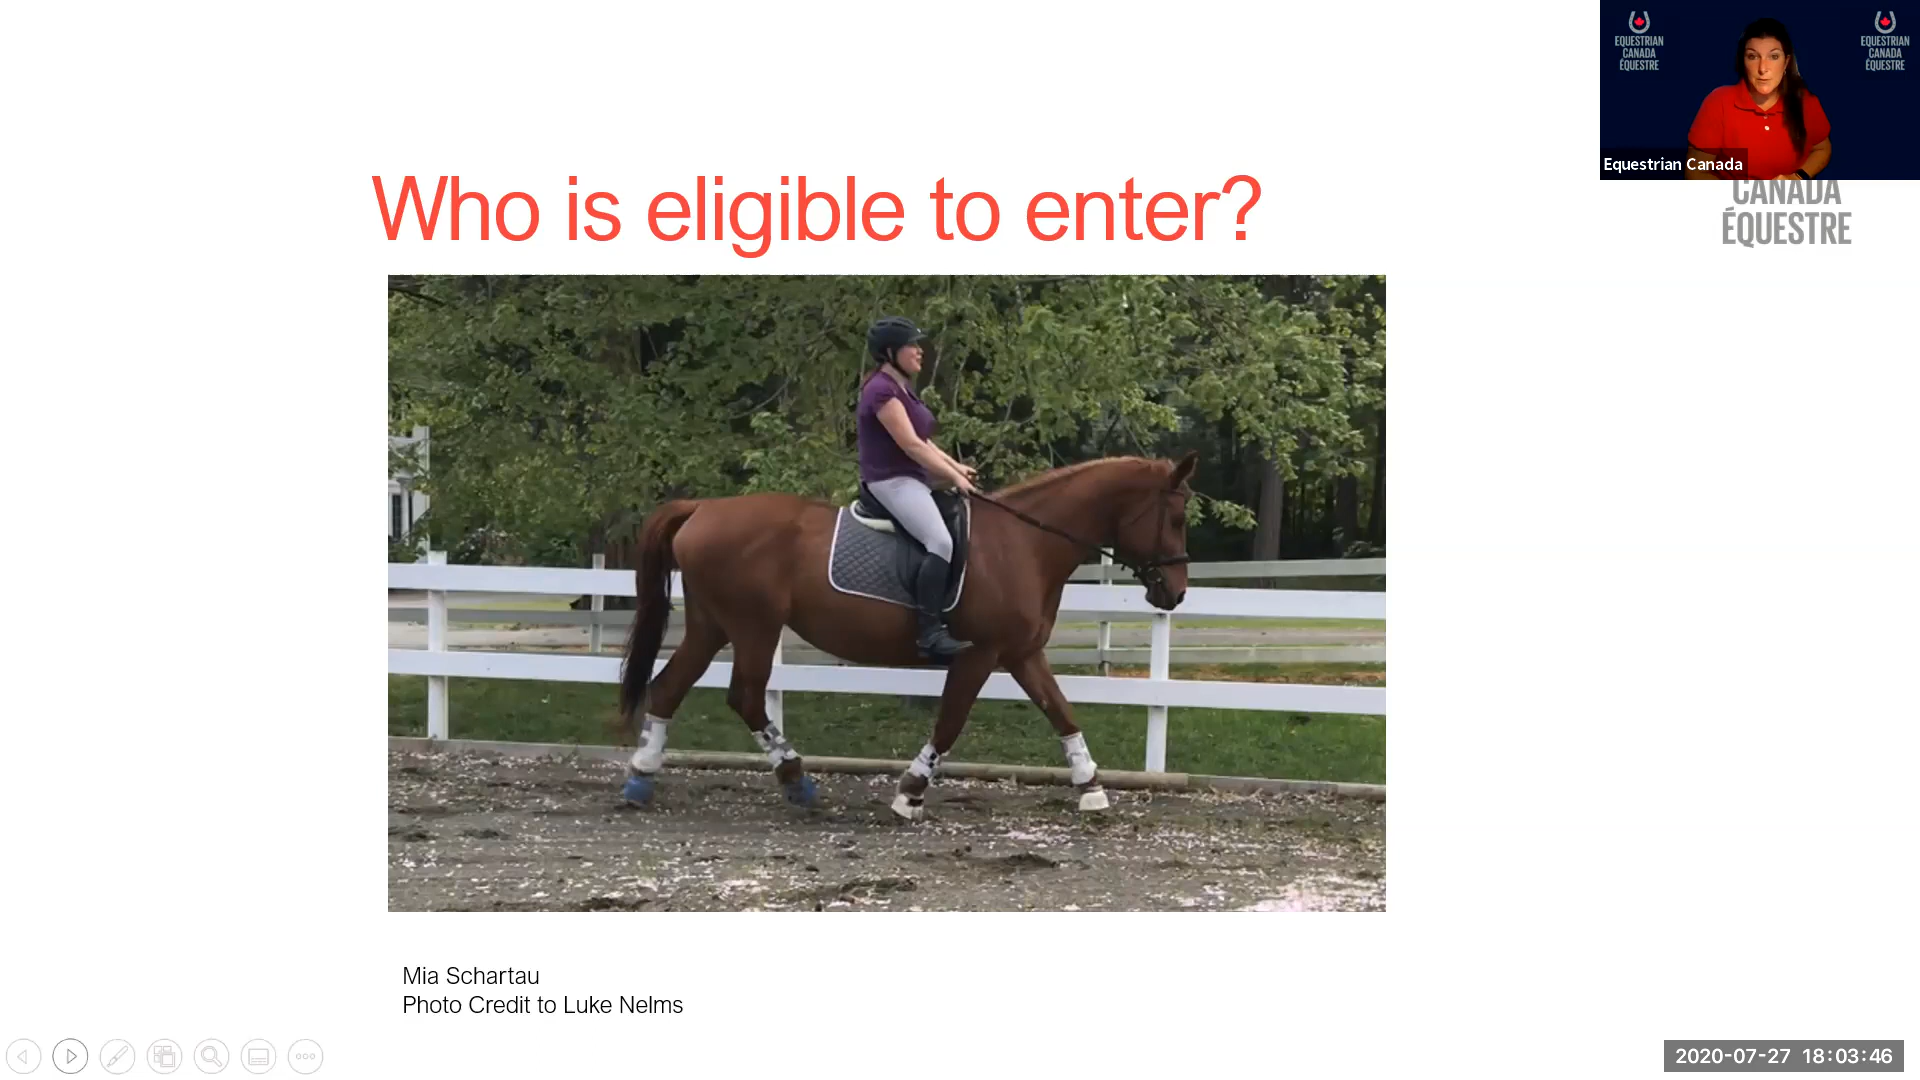 EQUESTRIAN
CANADA
ÉQUESTRE
EQUESTRIAN
CANADA
ÉQUESTRE
Equestrian Canada
CANADA
ÉQUESTRE
Who is eligible to enter?
Mia Schartau
Photo Credit to Luke Nelms
2020-07-27 18:03:46